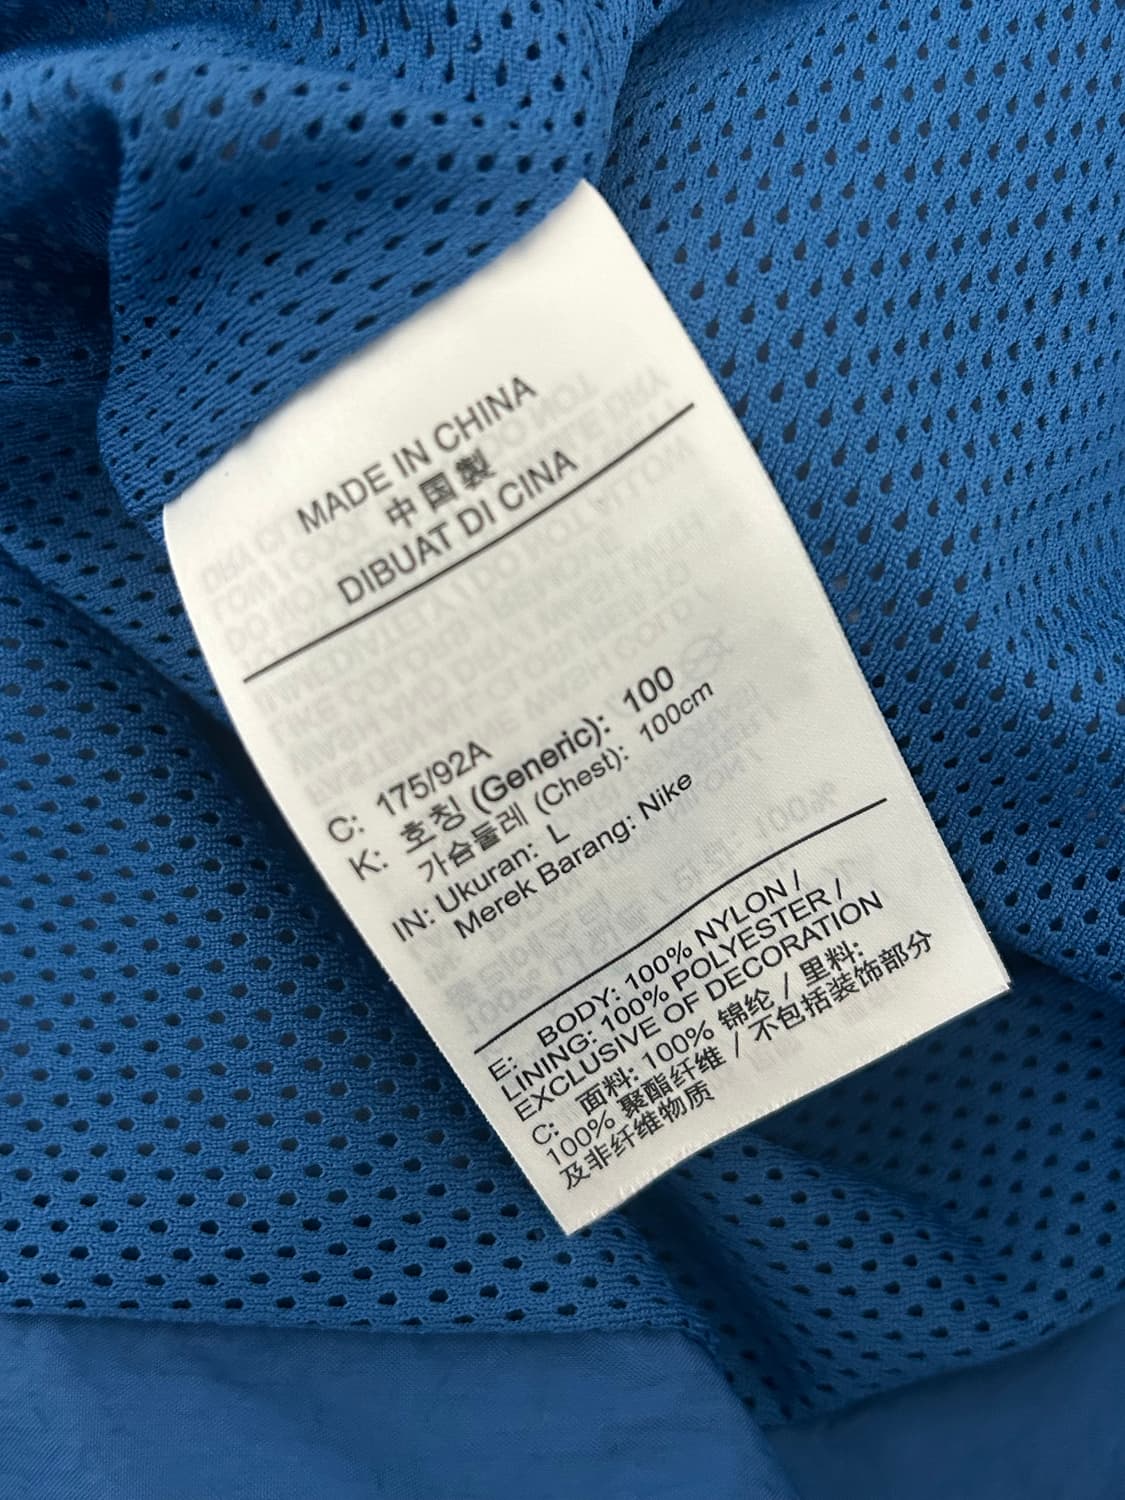 MADE IN CHINA
中国製
DIBUAT DI CINA
C: 175/92A
K: 호칭 (Generic): 100
가슴둘레 (Chest): 100cm
IN: Ukuran: L
Merek Barang: Nike
E: BODY: 100% NYLON /
LINING: 100% POLYESTER /
EXCLUSIVE OF DECORATION
C: 面料: 100% 锦纶 / 里料:
100% 聚酯纤维 / 不包括装饰部分
及非纤维物质